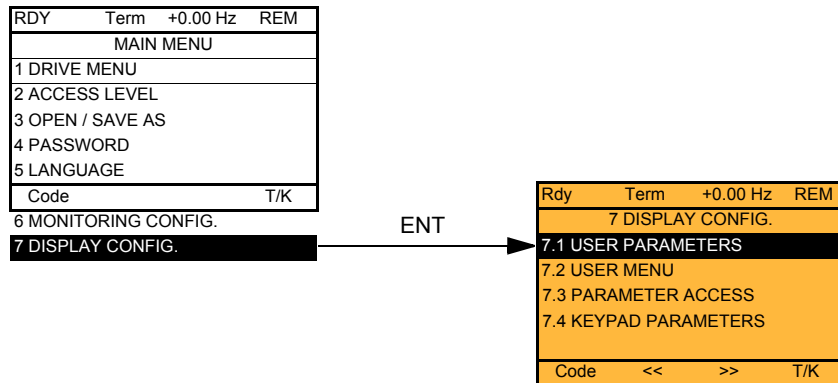 RDY Term +0.00 Hz REM
MAIN MENU
1 DRIVE MENU
2 ACCESS LEVEL
3 OPEN / SAVE AS
4 PASSWORD
5 LANGUAGE
Code T/K
6 MONITORING CONFIG.
7 DISPLAY CONFIG.
ENT
Rdy Term +0.00 Hz REM
7 DISPLAY CONFIG.
7.1 USER PARAMETERS
7.2 USER MENU
7.3 PARAMETER ACCESS
7.4 KEYPAD PARAMETERS
Code << >> T/K